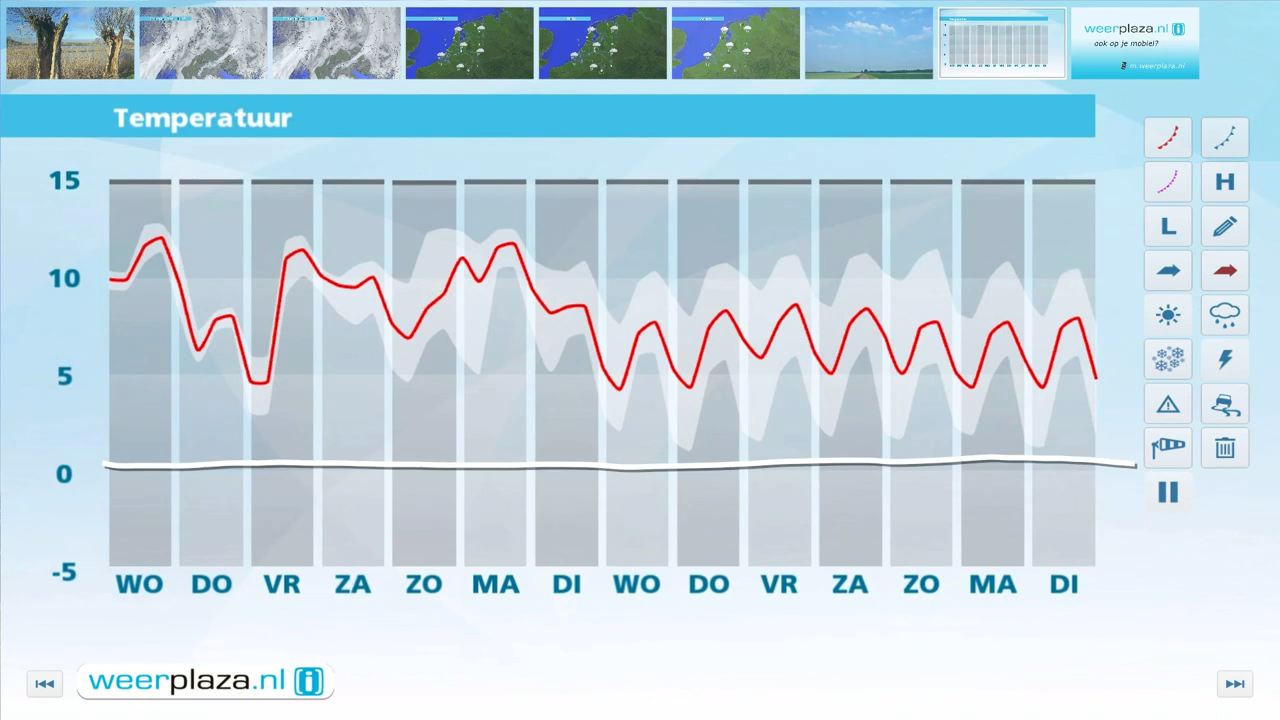 weerplaza.nl i
ook op je mobiel?
m.weerplaza.nl
Temperatuur
15
10
5
0
-5
WO DO VR ZA ZO MA DI WO DO VR ZA ZO MA DI
H
L
weerplaza.nl i